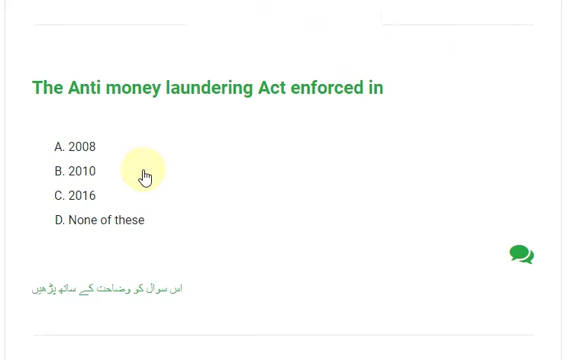 The Anti money laundering Act enforced in
A. 2008
B. 2010
C. 2016
D. None of these
اس سوال کو وضاحت کے ساتھ پڑھیں